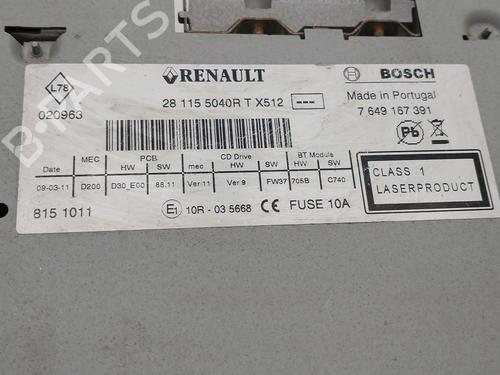 B-PARTS
L78
RENAULT
BOSCH
020963
28 115 5040R T X512 ---
Made in Portugal
7 649 167 391
Pb
MEC PCB CD Drive BT Module
Date HW SW mec HW SW HW SW
09-03-11 D200 D30_E00 88.11 Ver 11 Ver 9 FW37 705B C740
CLASS 1
LASERPRODUCT
815 1011
E1 10R - 03 5668 CE FUSE 10A